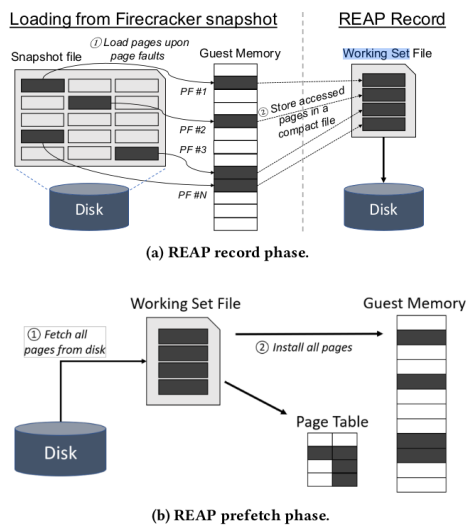 Loading from Firecracker snapshot
REAP Record
Snapshot file
① Load pages upon
page faults
Guest Memory
Working Set File
PF #1
PF #2
PF #3
PF #N
② Store accessed
pages in a
compact file
Disk
Disk
(a) REAP record phase.
Working Set File
Guest Memory
① Fetch all
pages from disk
② Install all pages
Page Table
Disk
(b) REAP prefetch phase.